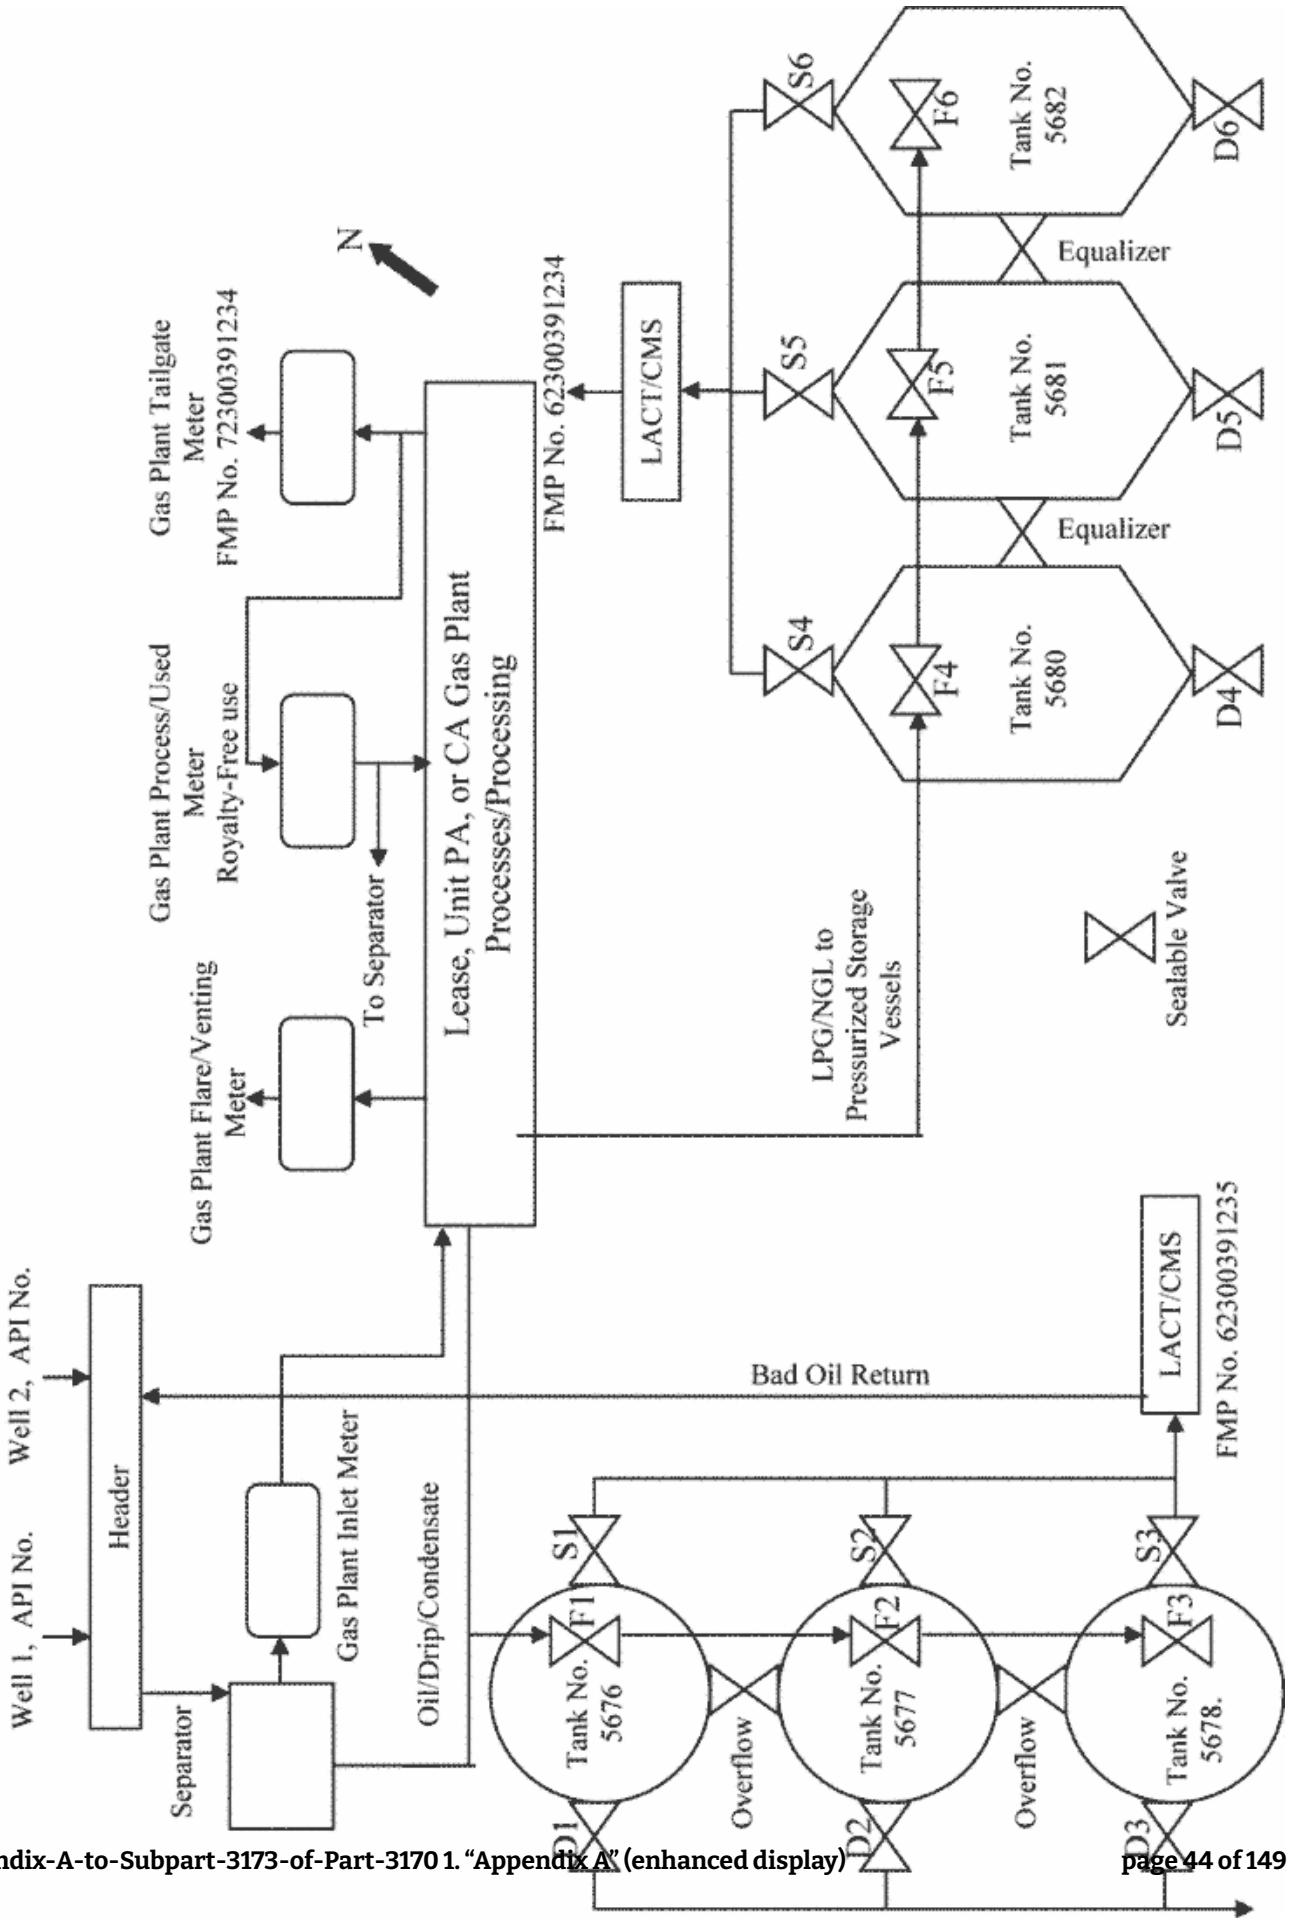 Well 1, API No.
Well 2, API No.
Header
Separator
Gas Plant Inlet Meter
Oil/Drip/Condensate
Gas Plant Flare/Venting
Meter
To Separator
Gas Plant Process/Used
Meter
Royalty-Free use
Gas Plant Tailgate
Meter
FMP No. 72300391234
N
Lease, Unit PA, or CA Gas Plant
Processes/Processing
FMP No. 62300391234
LACT/CMS
LPG/NGL to
Pressurized Storage
Vessels
S4
S5
S6
F4
F5
F6
Tank No.
5680
Tank No.
5681
Tank No.
5682
Equalizer
Equalizer
D4
D5
D6
Sealable Valve
Bad Oil Return
LACT/CMS
FMP No. 62300391235
S1
S2
S3
F1
F2
F3
Tank No.
5676
Tank No.
5677
Tank No.
5678.
Overflow
Overflow
D1
D2
D3
ndix-A-to-Subpart-3173-of-Part-3170 1. “Appendix A” (enhanced display)
page 44 of 149